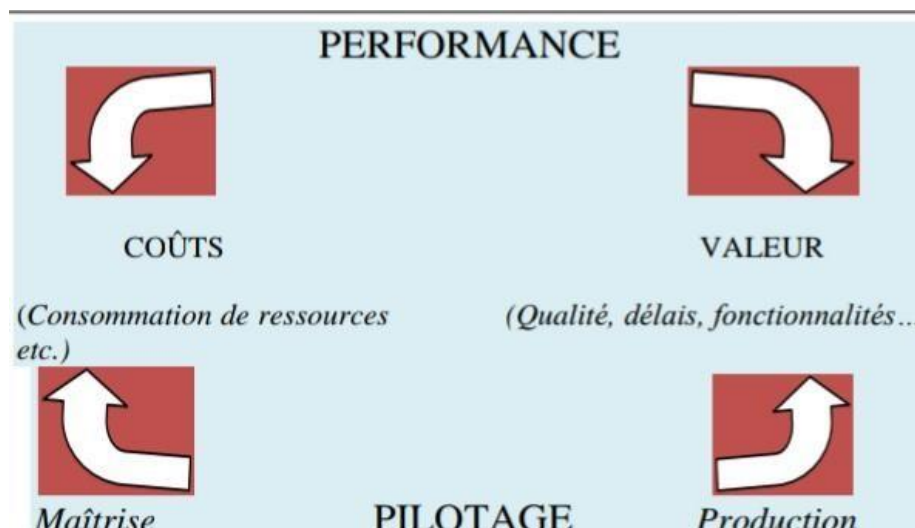 PERFORMANCE
COÛTS VALEUR
(Consommation de ressources (Qualité, délais, fonctionnalités…
etc.)
Maîtrise PILOTAGE Production